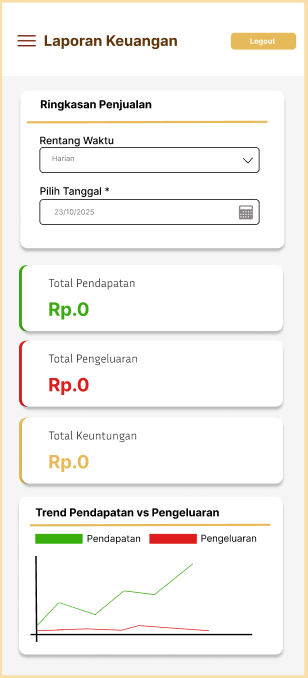 Laporan Keuangan
Logout
Ringkasan Penjualan
Rentang Waktu
Harian
Pilih Tanggal *
23/10/2025
Total Pendapatan
Rp.0
Total Pengeluaran
Rp.0
Total Keuntungan
Rp.0
Trend Pendapatan vs Pengeluaran
Pendapatan
Pengeluaran